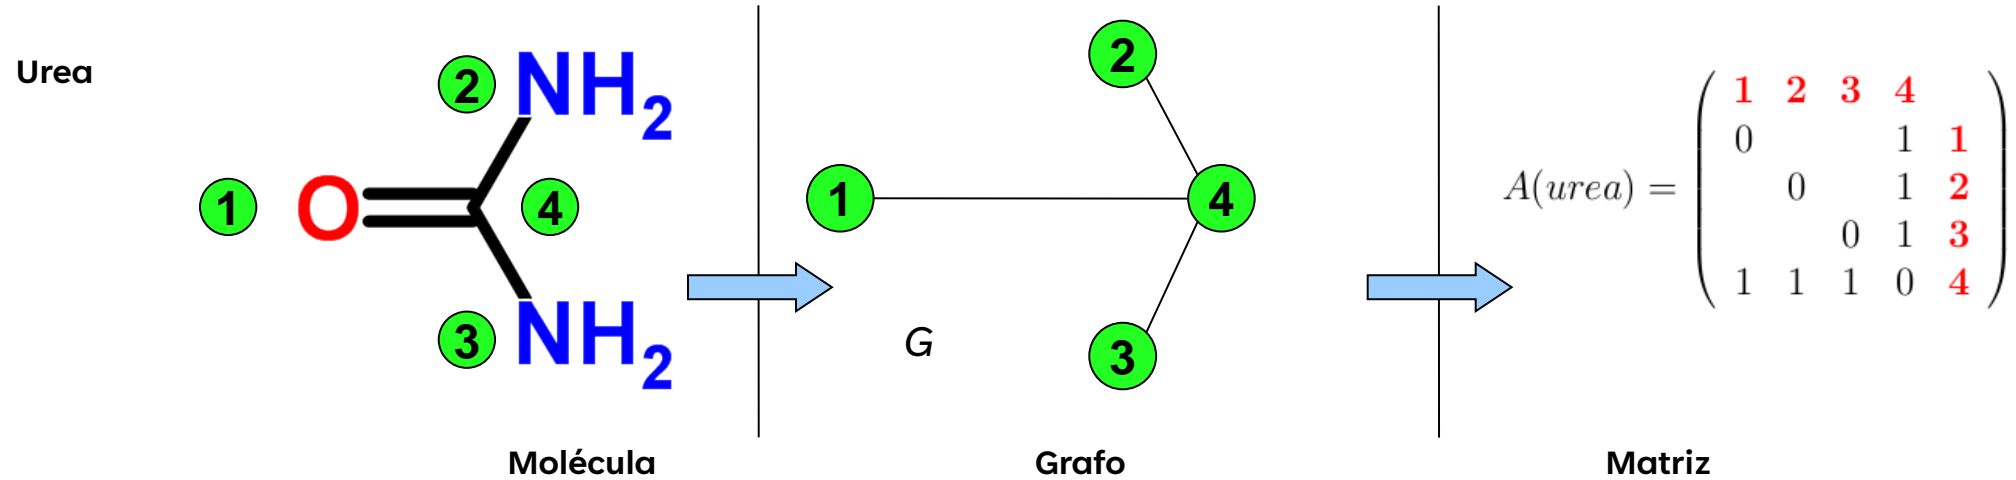 Urea
2 NH2
1 O 4
3 NH2
Molécula
2
1
4
3
G
Grafo
A(urea) =
1 2 3 4
0 1 1
0 1 2
0 1 3
1 1 1 0 4
Matriz